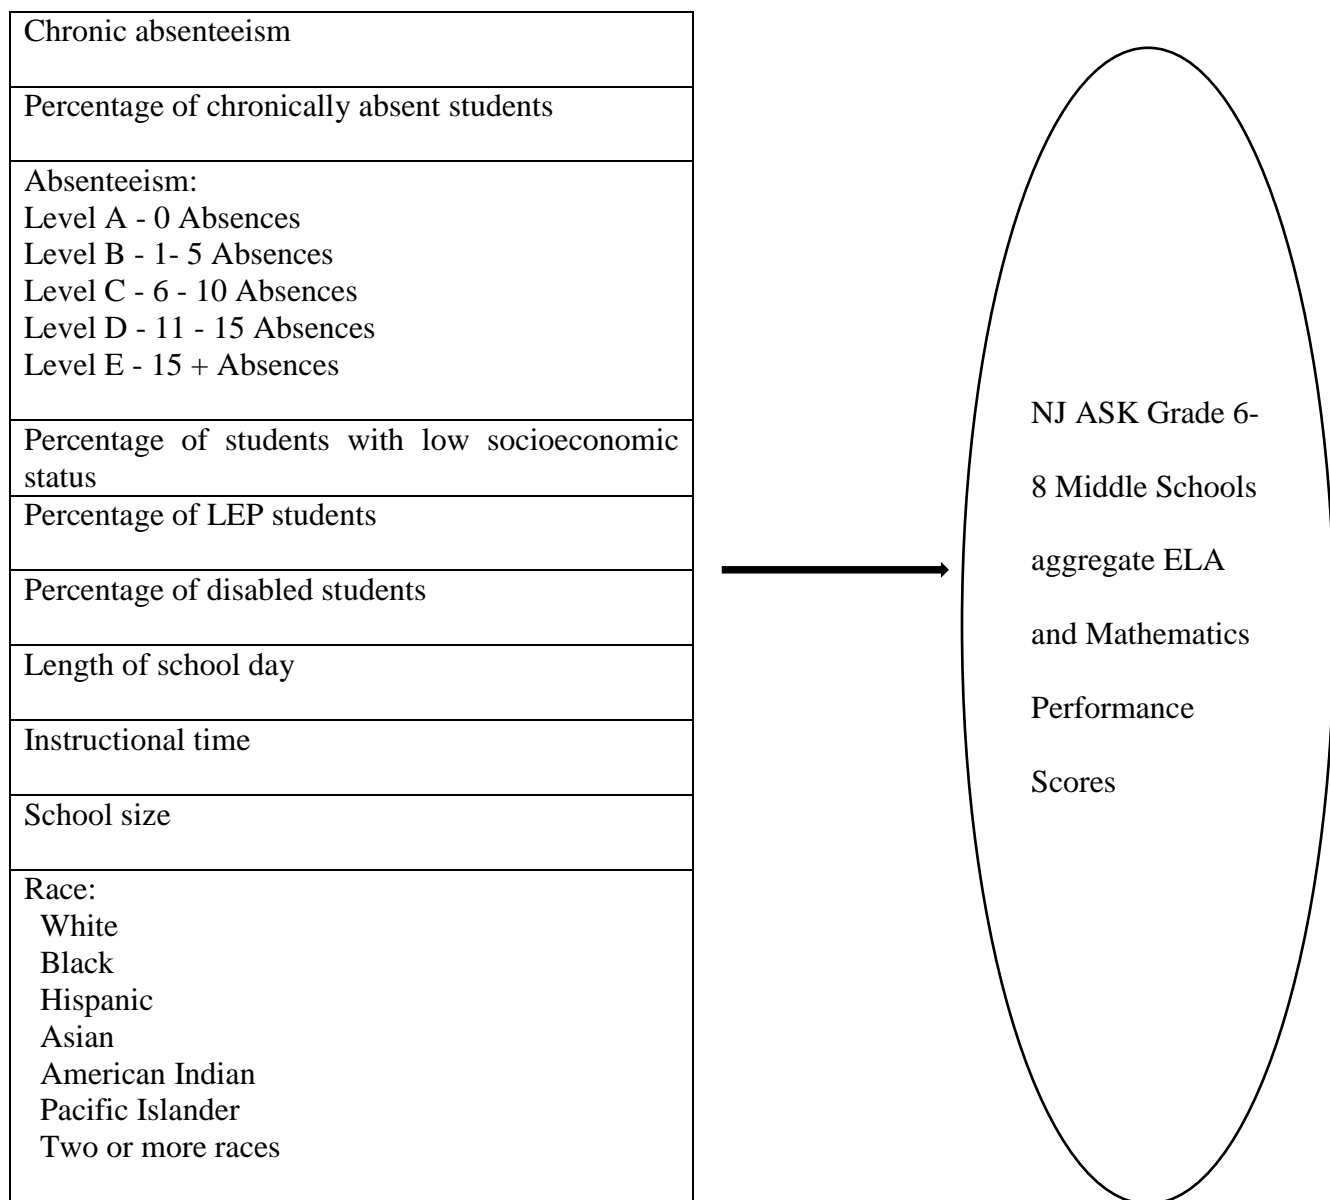 Chronic absenteeism
Percentage of chronically absent students
Absenteeism:
Level A - 0 Absences
Level B - 1- 5 Absences
Level C - 6 - 10 Absences
Level D - 11 - 15 Absences
Level E - 15 + Absences
Percentage of students with low socioeconomic
status
Percentage of LEP students
Percentage of disabled students
Length of school day
Instructional time
School size
Race:
White
Black
Hispanic
Asian
American Indian
Pacific Islander
Two or more races
NJ ASK Grade 6-
8 Middle Schools
aggregate ELA
and Mathematics
Performance
Scores